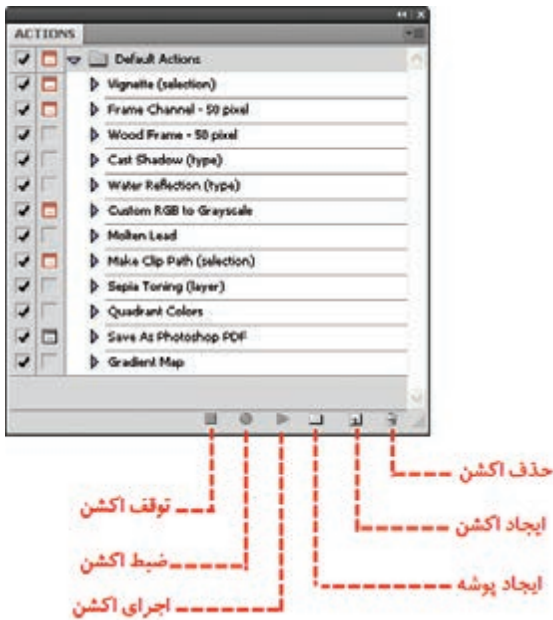 ACTIONS
Default Actions
Vignette (selection)
Frame Channel - 50 pixel
Wood Frame - 50 pixel
Cast Shadow (type)
Water Reflection (type)
Custom RGB to Grayscale
Molten Lead
Make Clip Path (selection)
Sepia Toning (layer)
Quadrant Colors
Save As Photoshop PDF
Gradient Map
حذف اکشن
توقف اکشن
ایجاد اکشن
ضبط اکشن
ایجاد پوشه
اجرای اکشن